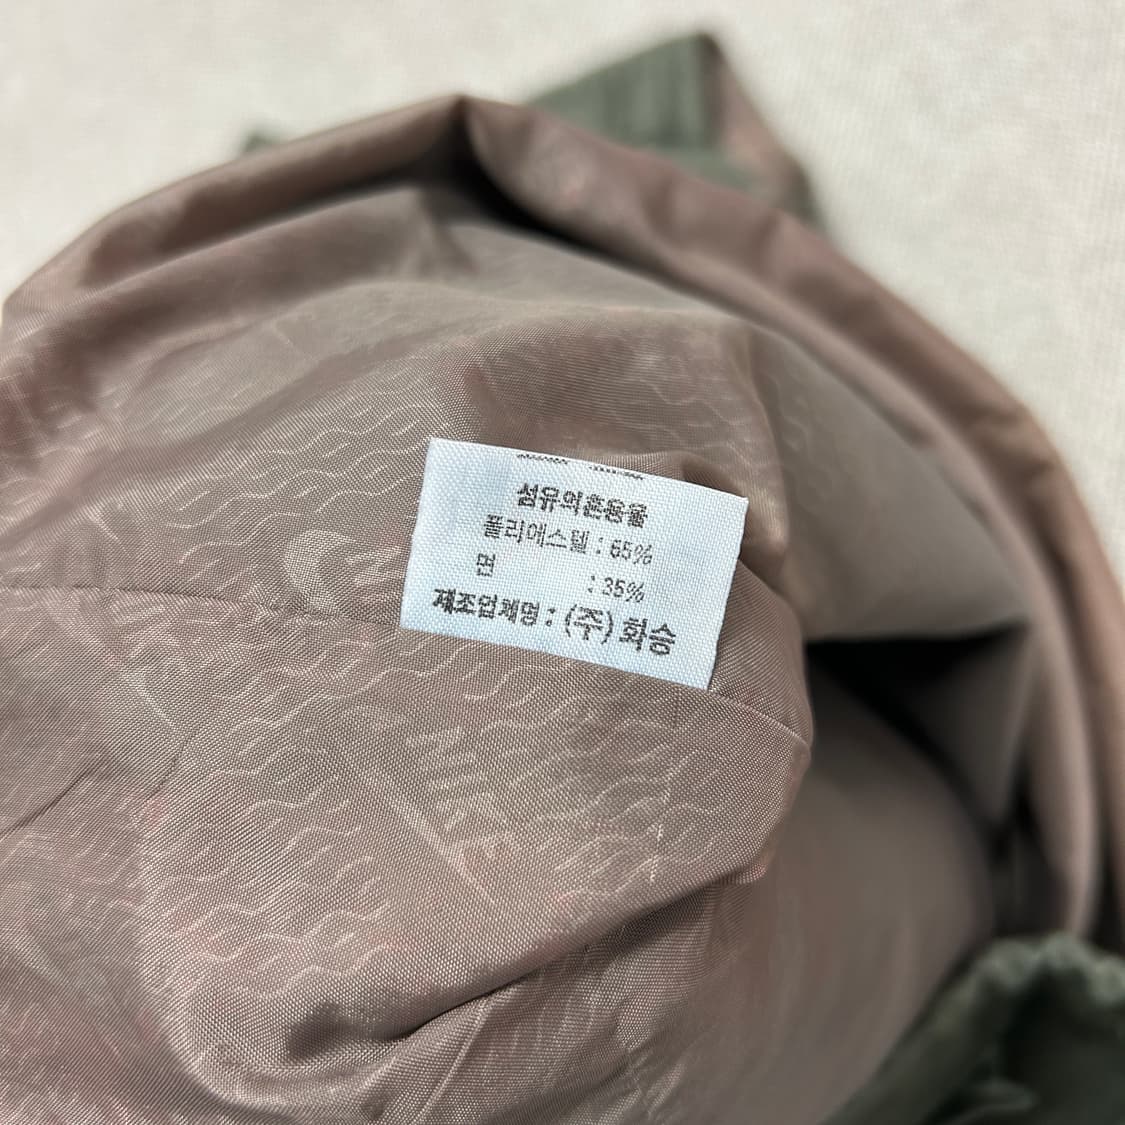 섬유의혼용율
폴리에스텔 : 65%
면 : 35%
제조업체명 : (주) 화승